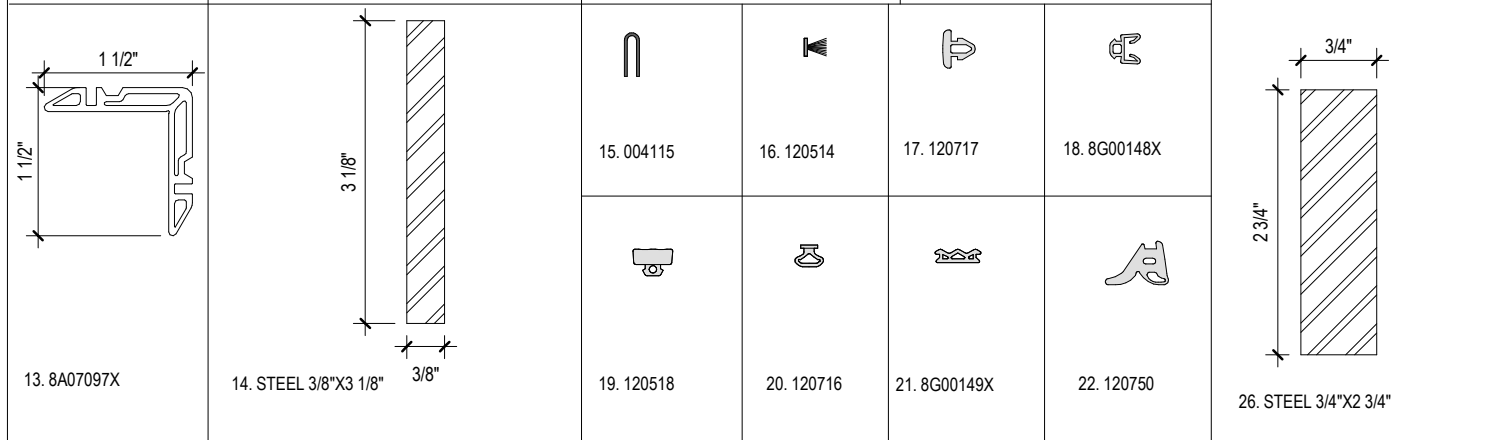 1 1/2"
1 1/2"
13. 8A07097X
3 1/8"
3/8"
14. STEEL 3/8"X3 1/8"
15. 004115
16. 120514
17. 120717
18. 8G00148X
19. 120518
20. 120716
21. 8G00149X
22. 120750
3/4"
2 3/4"
26. STEEL 3/4"X2 3/4"